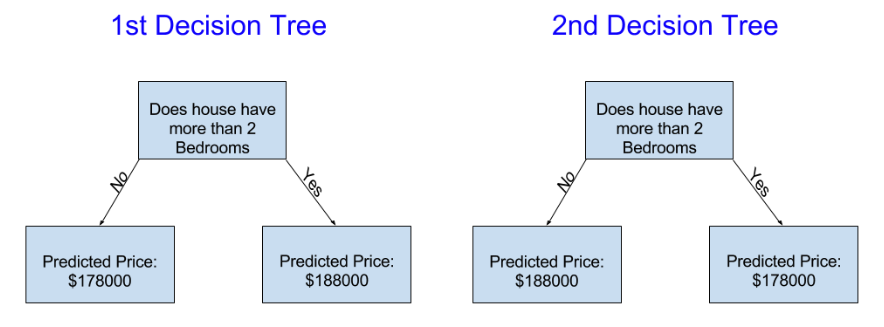 1st Decision Tree
Does house have
more than 2
Bedrooms
No
Yes
Predicted Price:
$178000
Predicted Price:
$188000
2nd Decision Tree
Does house have
more than 2
Bedrooms
No
Yes
Predicted Price:
$188000
Predicted Price:
$178000